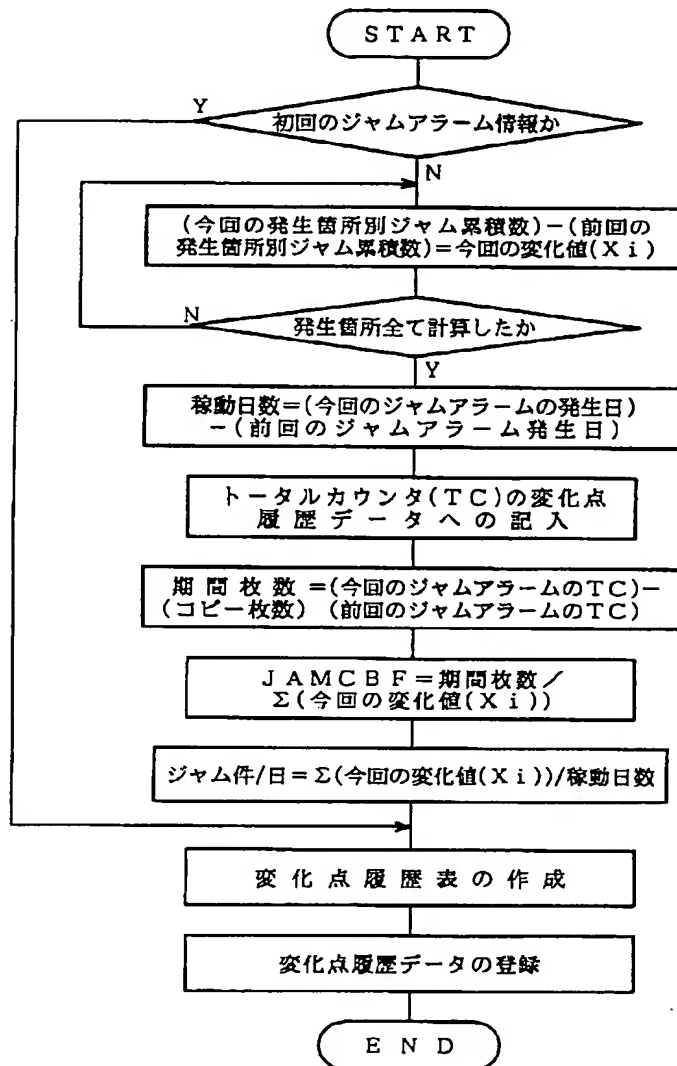 START
Y
初回のジャムアラーム情報か
N
(今回の発生箇所別ジャム累積数)－(前回の
発生箇所別ジャム累積数)＝今回の変化値(Xi)
N
発生箇所全て計算したか
Y
稼動日数＝(今回のジャムアラームの発生日)
－(前回のジャムアラーム発生日)
トータルカウンタ(TC)の変化点
履歴データへの記入
期間枚数＝(今回のジャムアラームのTC)－
(コピー枚数) (前回のジャムアラームのTC)
JAMCBF＝期間枚数／
Σ(今回の変化値(Xi))
ジャム件/日＝Σ(今回の変化値(Xi))/稼動日数
変化点履歴表の作成
変化点履歴データの登録
END